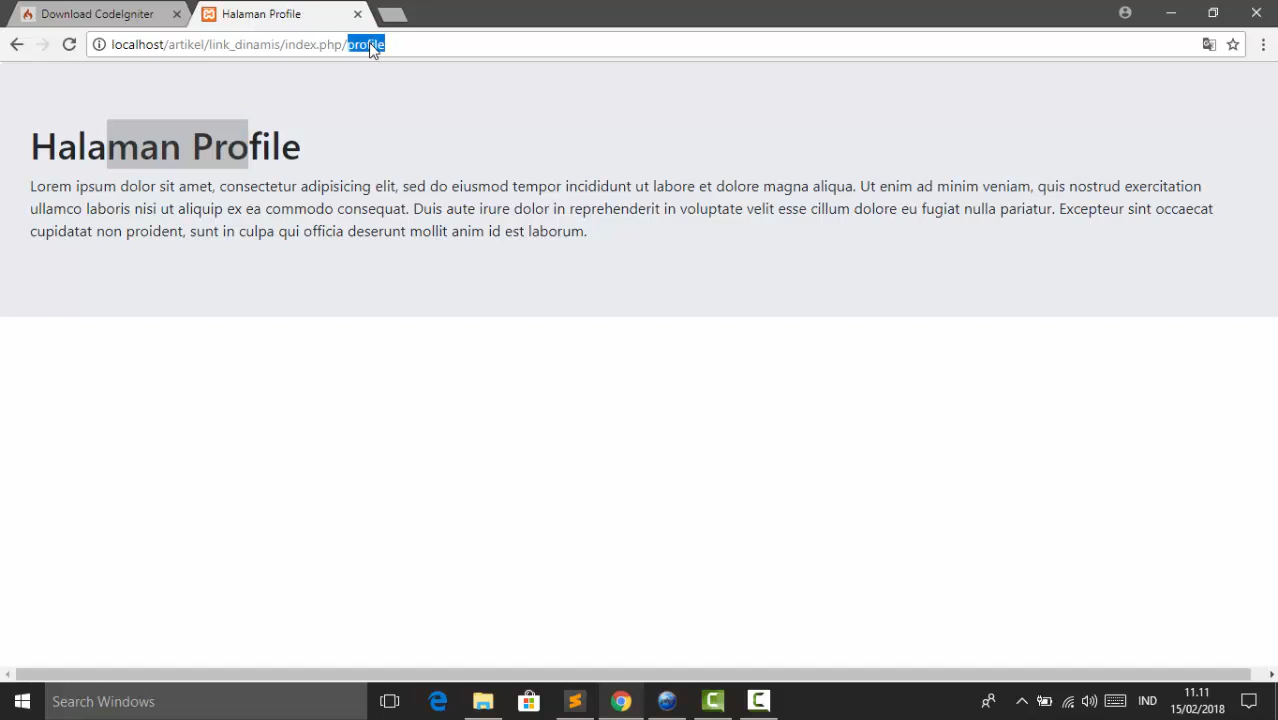 Download CodeIgniter
Halaman Profile
localhost/artikel/link_dinamis/index.php/profile
Halaman Profile
Lorem ipsum dolor sit amet, consectetur adipisicing elit, sed do eiusmod tempor incididunt ut labore et dolore magna aliqua. Ut enim ad minim veniam, quis nostrud exercitation
ullamco laboris nisi ut aliquip ex ea commodo consequat. Duis aute irure dolor in reprehenderit in voluptate velit esse cillum dolore eu fugiat nulla pariatur. Excepteur sint occaecat
cupidatat non proident, sunt in culpa qui officia deserunt mollit anim id est laborum.
Search Windows
IND
11.11
15/02/2018